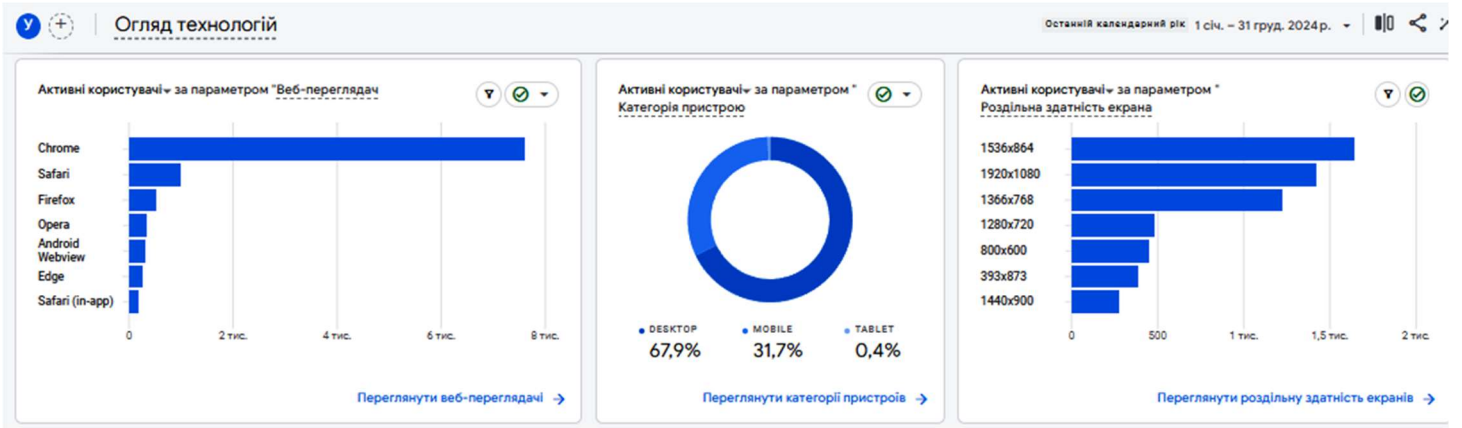 У
Огляд технологій
Останній календарний рік 1 січ. – 31 груд. 2024 р.
Активні користувачі за параметром "Веб-переглядач
Chrome
Safari
Firefox
Opera
Android
Webview
Edge
Safari (in-app)
0 2 тис. 4 тис. 6 тис. 8 тис.
Переглянути веб-переглядачі →
Активні користувачі за параметром "
Категорія пристрою
DESKTOP MOBILE TABLET
67,9% 31,7% 0,4%
Переглянути категорії пристроїв →
Активні користувачі за параметром "
Роздільна здатність екрана
1536x864
1920x1080
1366x768
1280x720
800x600
393x873
1440x900
0 500 1 тис. 1,5 тис. 2 тис.
Переглянути роздільну здатність екранів →